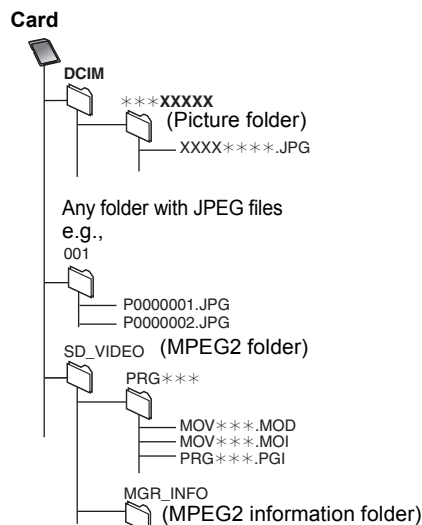 Card
DCIM
∗∗∗XXXXX
(Picture folder)
XXXX∗∗∗∗.JPG
Any folder with JPEG files
e.g.,
001
P0000001.JPG
P0000002.JPG
SD_VIDEO (MPEG2 folder)
PRG∗∗∗
MOV∗∗∗.MOD
MOV∗∗∗.MOI
PRG∗∗∗.PGI
MGR_INFO
(MPEG2 information folder)